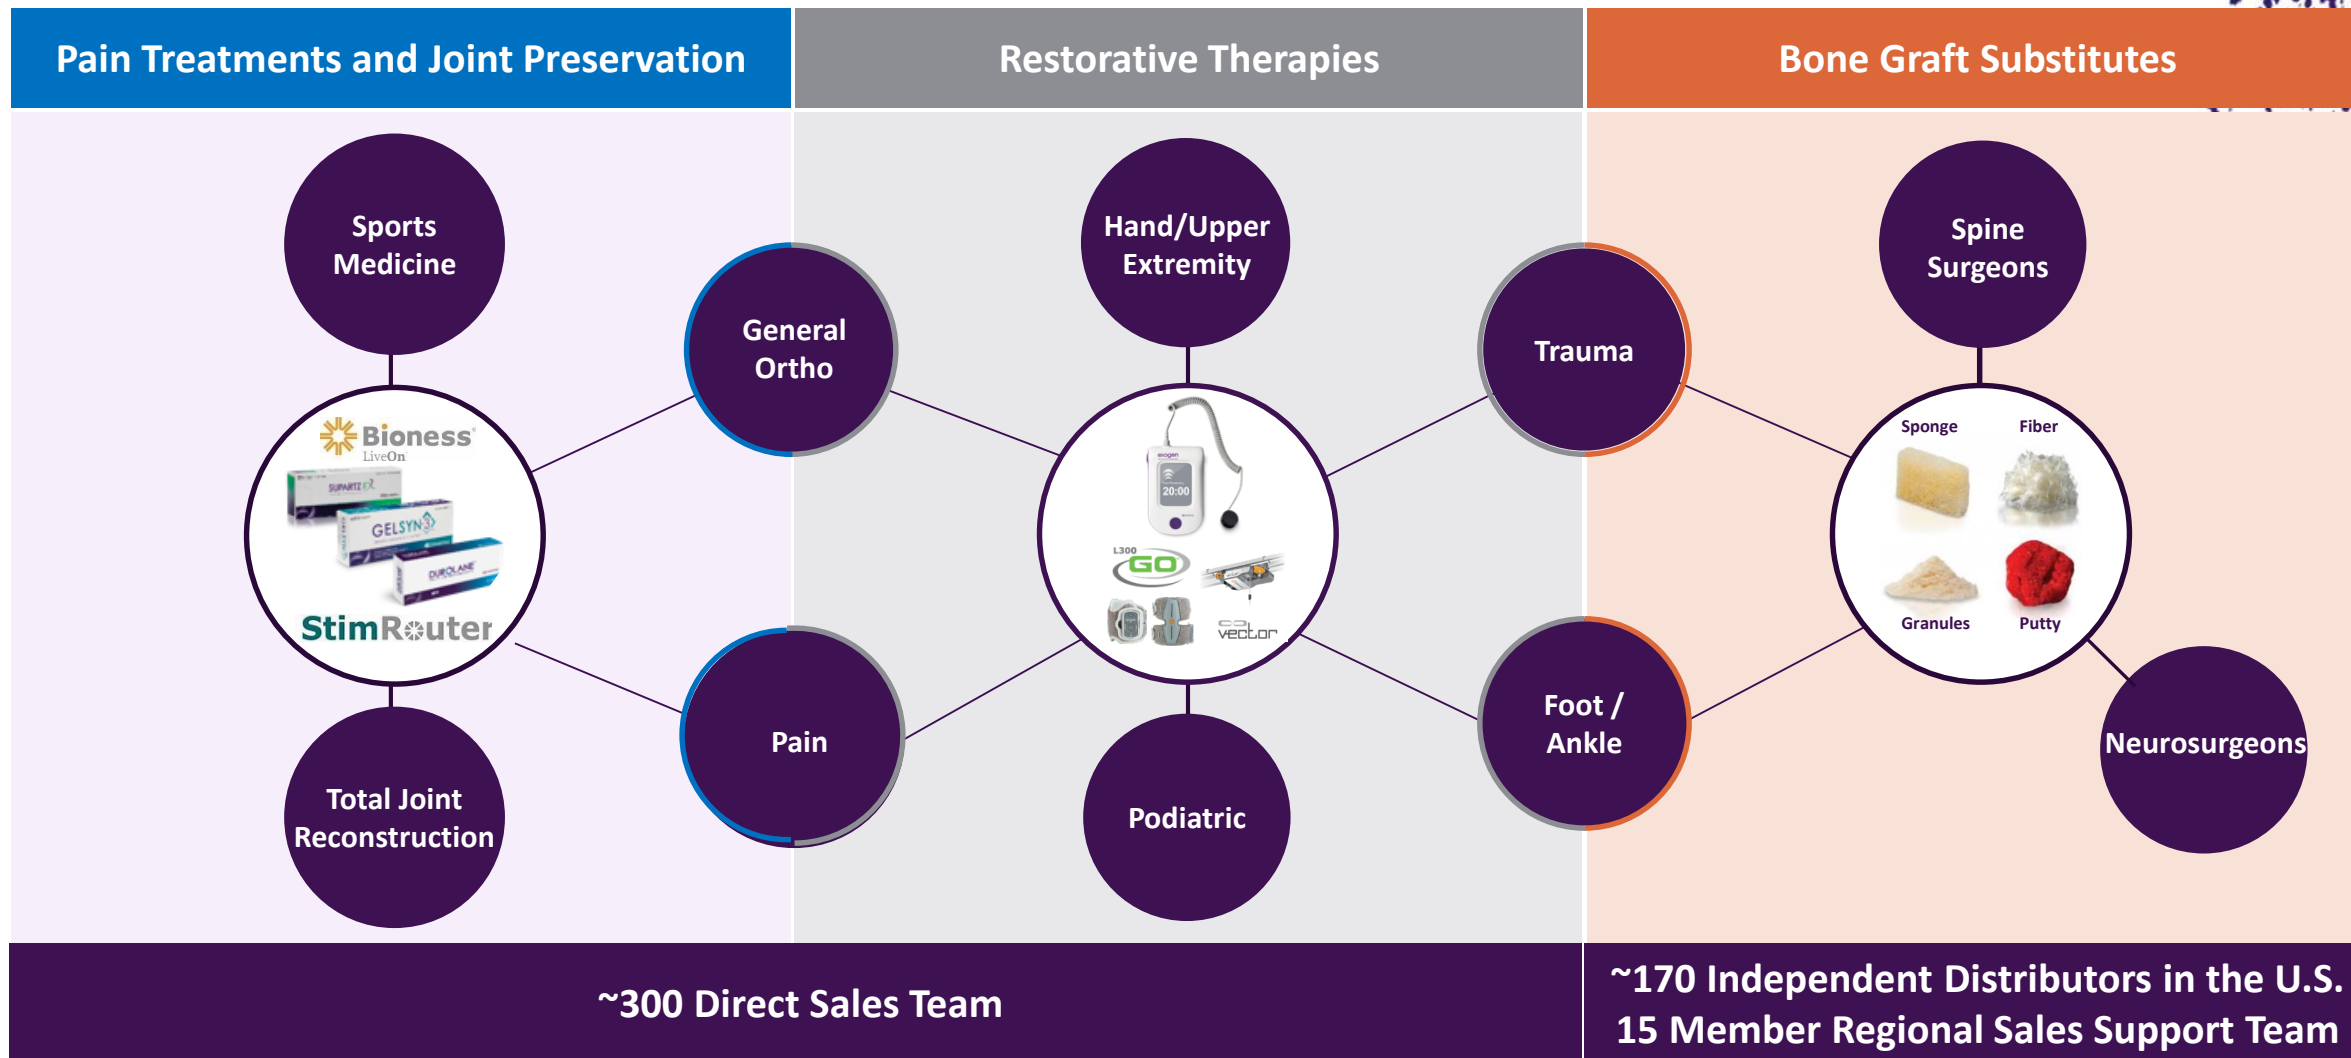 Pain Treatments and Joint Preservation
Restorative Therapies
Bone Graft Substitutes
Sports
Medicine
General
Ortho
Hand/Upper
Extremity
Trauma
Spine
Surgeons
Bioness
LiveOn
SUPARTZ FX
GELSYN-3
DUROLANE
StimRouter
exogen
20:00
L300
GO
vector
Sponge
Fiber
Granules
Putty
Total Joint
Reconstruction
Pain
Podiatric
Foot /
Ankle
Neurosurgeons
~300 Direct Sales Team
~170 Independent Distributors in the U.S.
15 Member Regional Sales Support Team